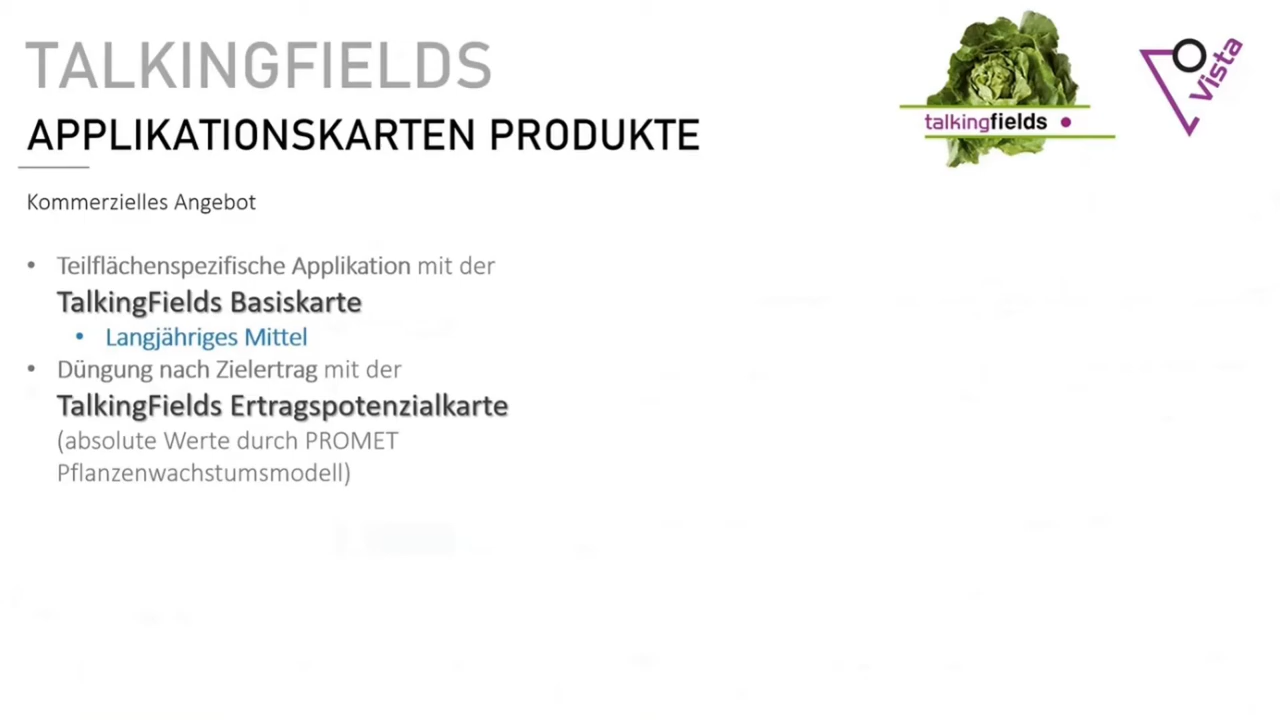 TALKINGFIELDS
APPLIKATIONSKARTEN PRODUKTE
talkingfields
Vista
Kommerzielles Angebot
• Teilflächenspezifische Applikation mit der
TalkingFields Basiskarte
• Langjähriges Mittel
• Düngung nach Zielertrag mit der
TalkingFields Ertragspotenzialkarte
(absolute Werte durch PROMET
Pflanzenwachstumsmodell)